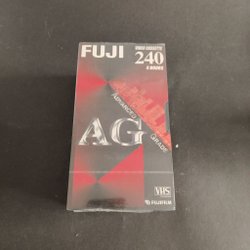 FUJI
VIDEO CASSETTE
240
4 HOURS
ADVANCED
AG
GRADE
VHS
FUJIFILM